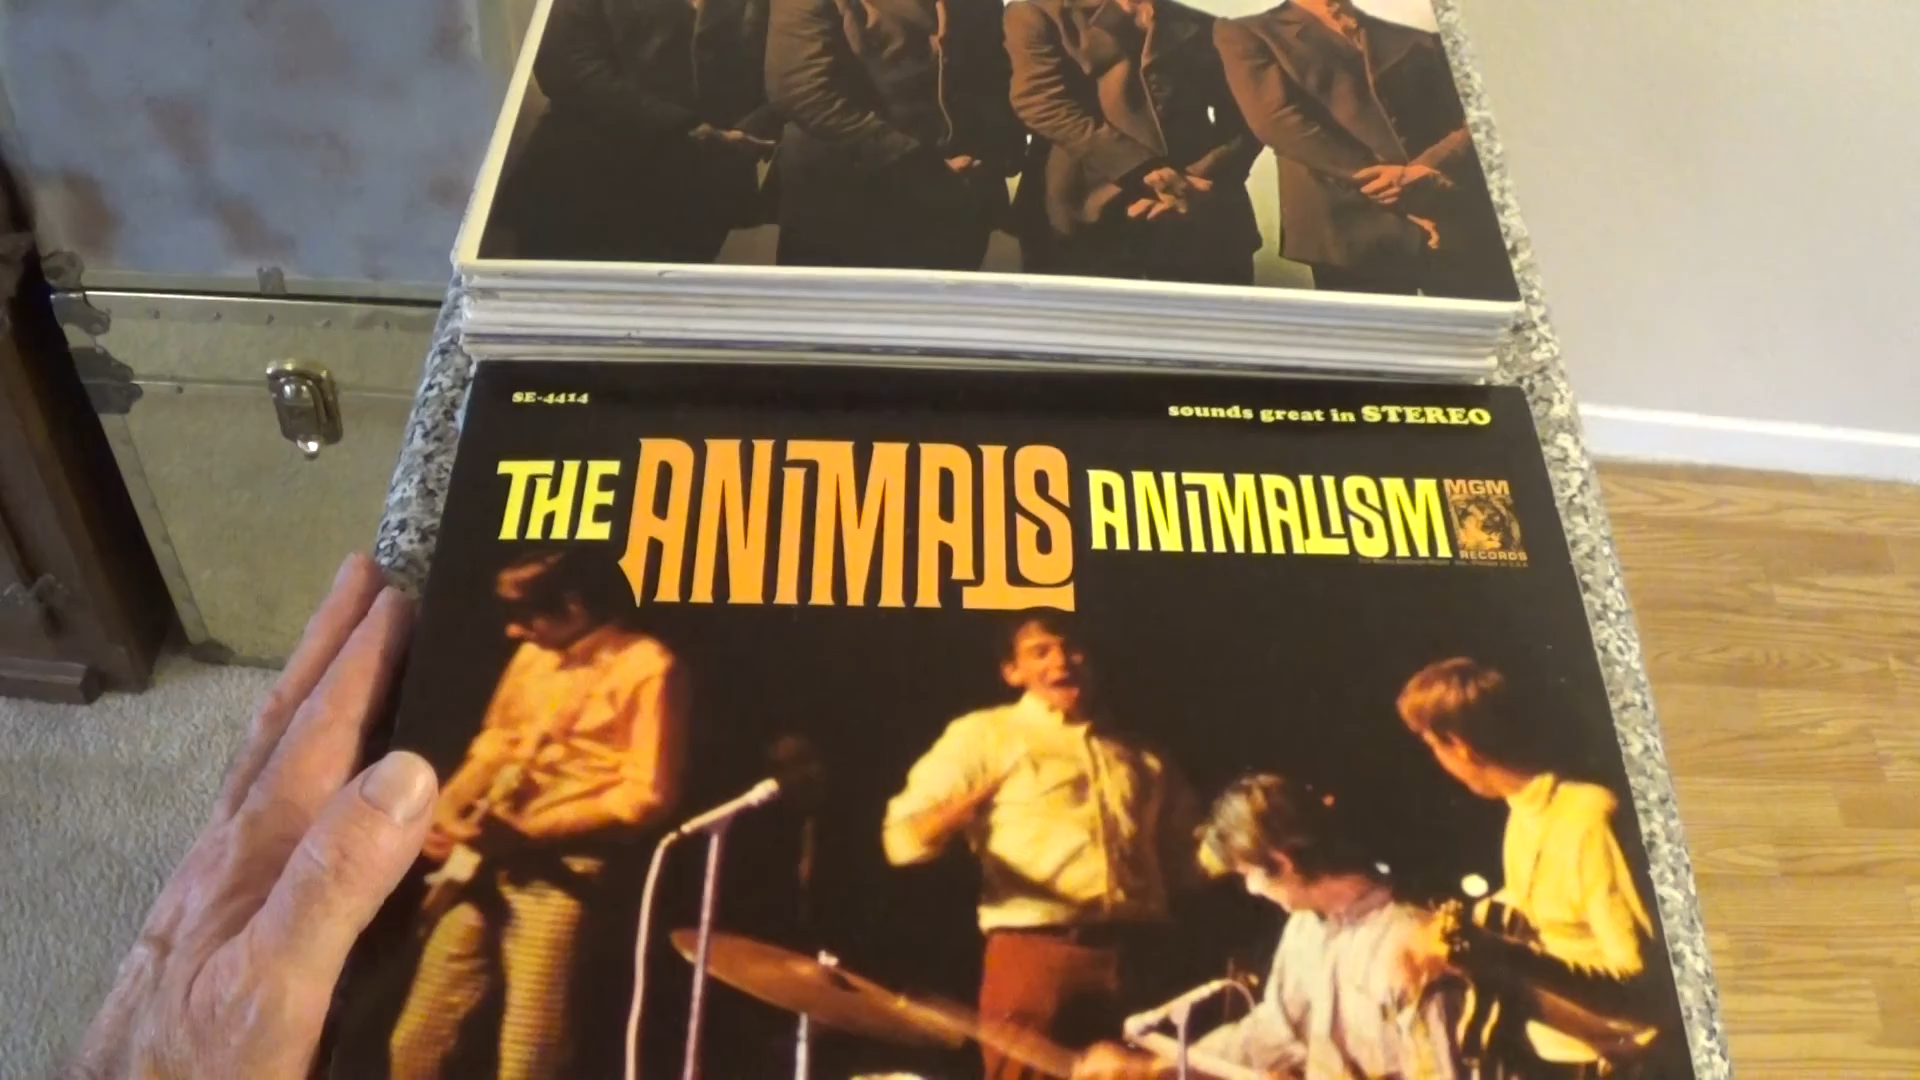 SE-4414
sounds great in STEREO
THE ANiMALS ANiMALiSM
MGM
RECORDS